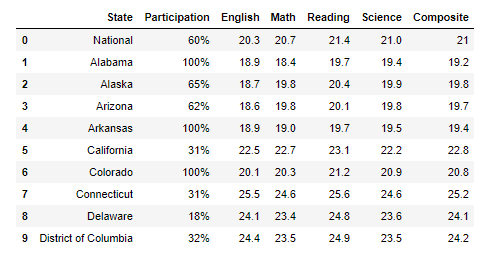 State Participation English Math Reading Science Composite
0 National 60% 20.3 20.7 21.4 21.0 21
1 Alabama 100% 18.9 18.4 19.7 19.4 19.2
2 Alaska 65% 18.7 19.8 20.4 19.9 19.8
3 Arizona 62% 18.6 19.8 20.1 19.8 19.7
4 Arkansas 100% 18.9 19.0 19.7 19.5 19.4
5 California 31% 22.5 22.7 23.1 22.2 22.8
6 Colorado 100% 20.1 20.3 21.2 20.9 20.8
7 Connecticut 31% 25.5 24.6 25.6 24.6 25.2
8 Delaware 18% 24.1 23.4 24.8 23.6 24.1
9 District of Columbia 32% 24.4 23.5 24.9 23.5 24.2